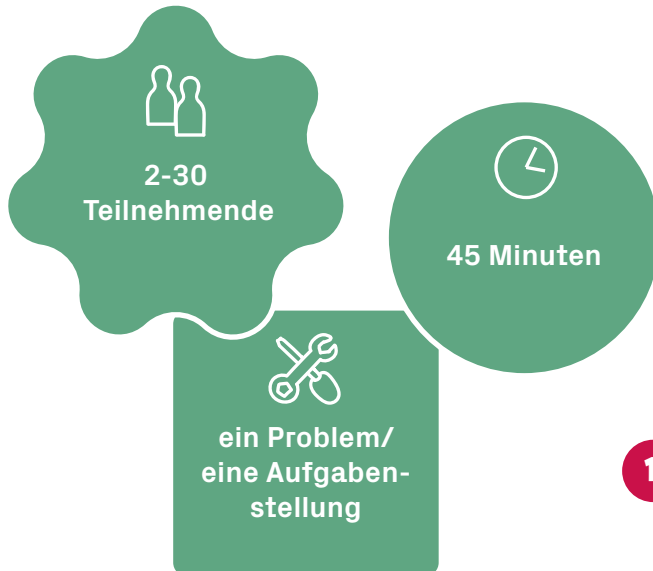 2-30
Teilnehmende
45 Minuten
ein Problem/
eine Aufgaben-
stellung